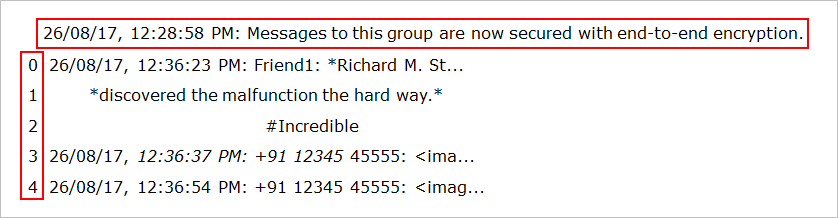 26/08/17, 12:28:58 PM: Messages to this group are now secured with end-to-end encryption.
0 26/08/17, 12:36:23 PM: Friend1: *Richard M. St...
1 *discovered the malfunction the hard way.*
2 #Incredible
3 26/08/17, 12:36:37 PM: +91 12345 45555: <ima...
4 26/08/17, 12:36:54 PM: +91 12345 45555: <imag...